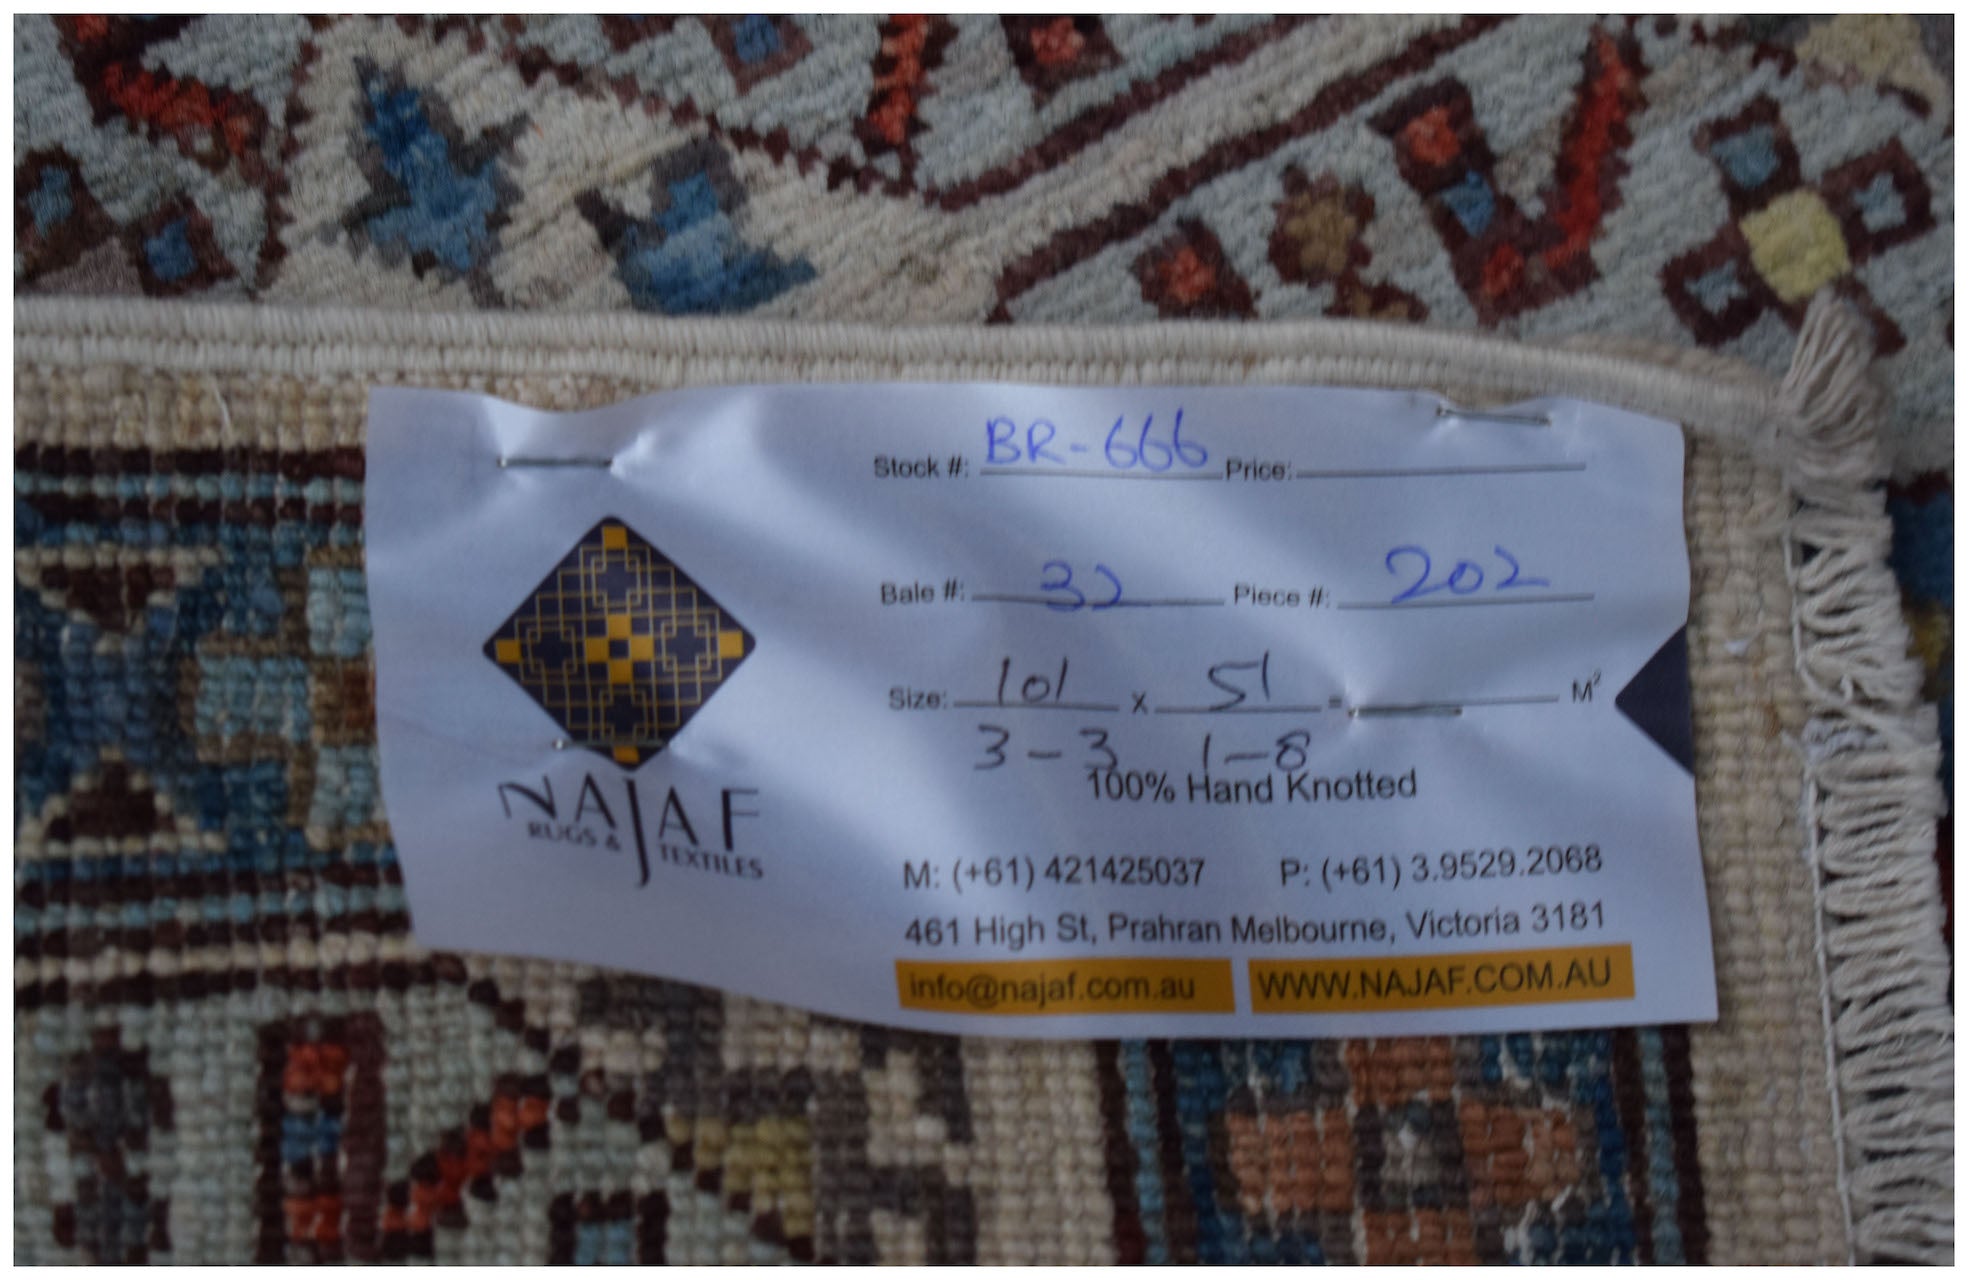 Stock #: BR-666 Price:
Bale #: 32 Piece #: 202
Size: 101 x 51 = M²
3-3 1-8
100% Hand Knotted
NAJAF
RUGS & TEXTILES
M: (+61) 421425037 P: (+61) 3.9529.2068
461 High St, Prahran Melbourne, Victoria 3181
info@najaf.com.au WWW.NAJAF.COM.AU